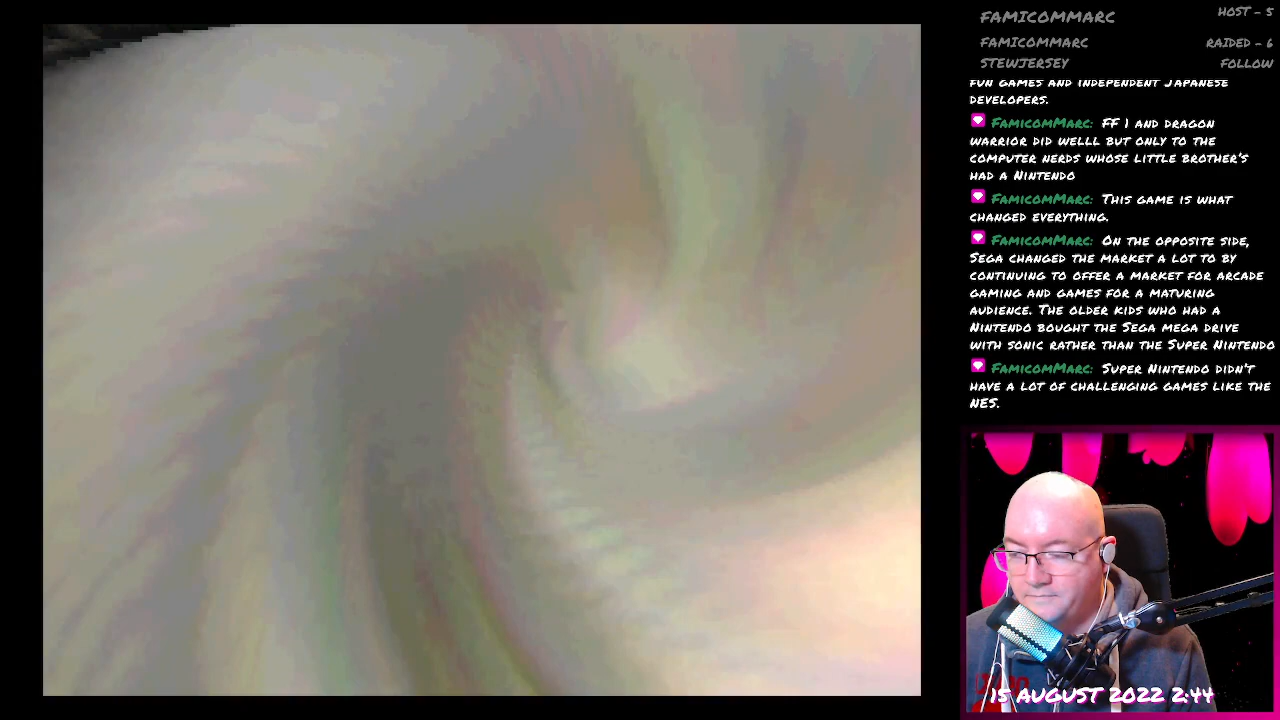 FAMICOMMARC HOST - 5
FAMICOMMARC RAIDED - 6
STEWJERSEY FOLLOW
FUN GAMES AND INDEPENDENT JAPANESE
DEVELOPERS.
FAMICOMMARC: FF 1 AND DRAGON
WARRIOR DID WELLL BUT ONLY TO THE
COMPUTER NERDS WHOSE LITTLE BROTHER'S
HAD A NINTENDO
FAMICOMMARC: THIS GAME IS WHAT
CHANGED EVERYTHING.
FAMICOMMARC: ON THE OPPOSITE SIDE,
SEGA CHANGED THE MARKET A LOT TO BY
CONTINUING TO OFFER A MARKET FOR ARCADE
GAMING AND GAMES FOR A MATURING
AUDIENCE. THE OLDER KIDS WHO HAD A
NINTENDO BOUGHT THE SEGA MEGA DRIVE
WITH SONIC RATHER THAN THE SUPER NINTENDO
FAMICOMMARC: SUPER NINTENDO DIDN'T
HAVE A LOT OF CHALLENGING GAMES LIKE THE
NES.
15 AUGUST 2022 2:44